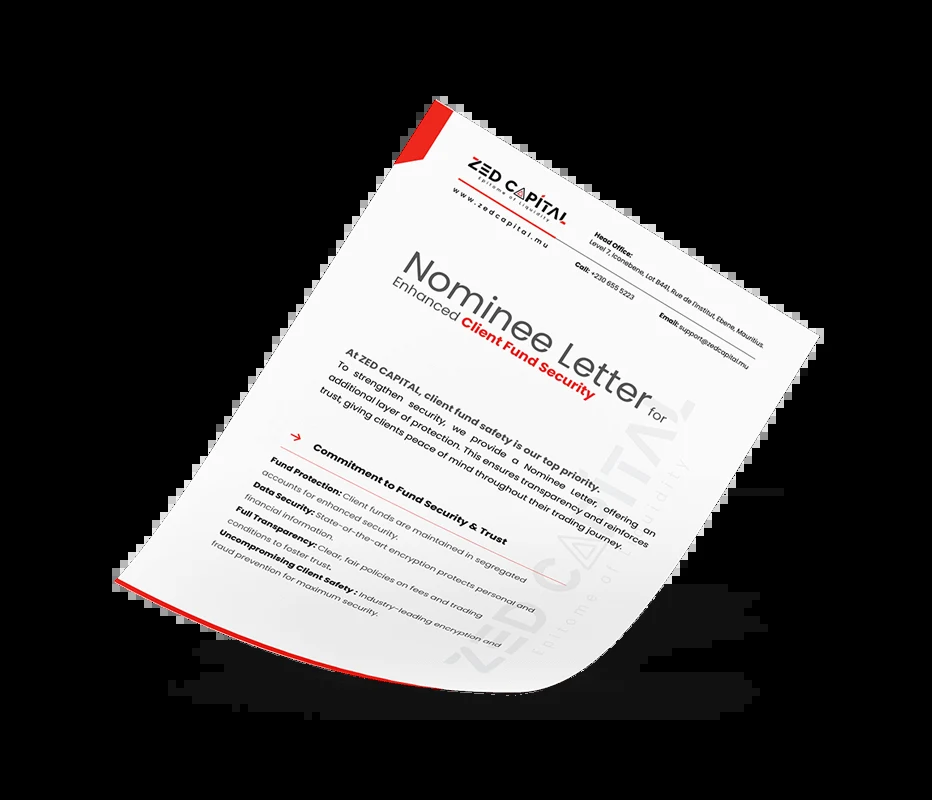 ZED CAPITAL
Epitome of Liquidity
www.zedcapital.mu
Head Office:
Level 7, Iconebene, Lot B441, Rue de l'institut, Ebene, Mauritius.
Call: +230 655 5223
Email: support@zedcapital.mu
Nominee Letter for
Enhanced Client Fund Security
At ZED CAPITAL, client fund safety is our top priority.
To strengthen security, we provide a Nominee Letter, offering an
additional layer of protection. This ensures transparency and reinforces
trust, giving clients peace of mind throughout their trading journey.
Commitment to Fund Security & Trust
Fund Protection: Client funds are maintained in segregated
accounts for enhanced security.
Data Security: State-of-the-art encryption protects personal and
financial information.
Full Transparency: Clear, fair policies on fees and trading
conditions to foster trust.
Uncompromising Client Safety : Industry-leading encryption and
fraud prevention for maximum security.
ZED CAPITAL
Epitome of Liquidity